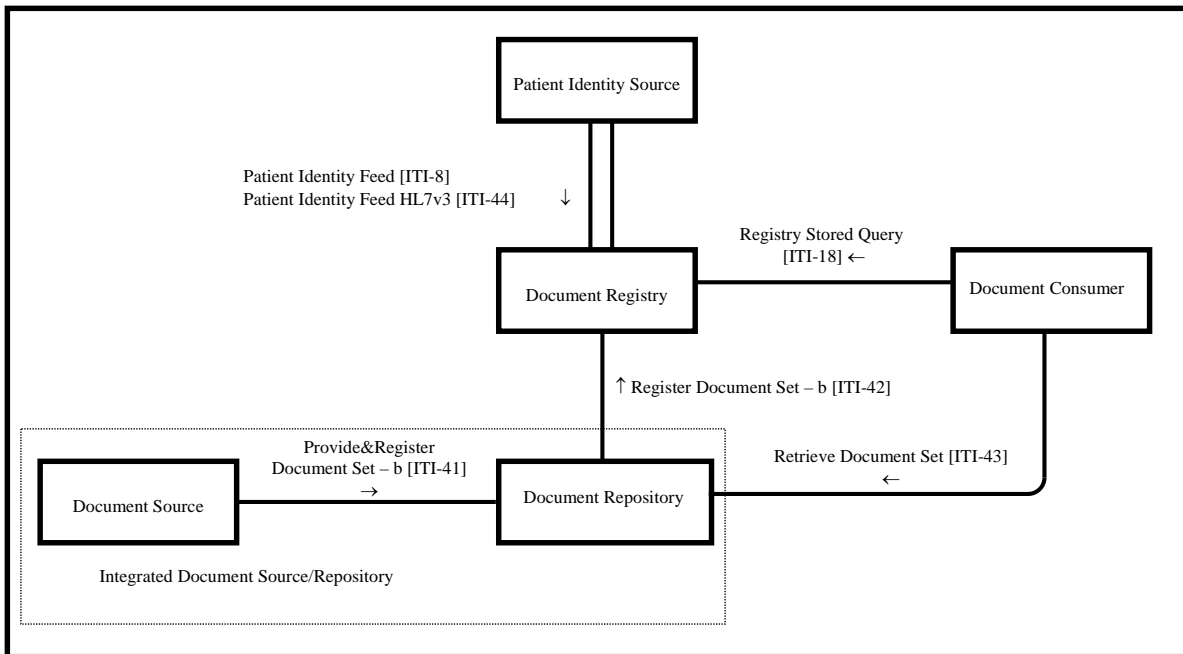 Patient Identity Source
Patient Identity Feed [ITI-8]
Patient Identity Feed HL7v3 [ITI-44] ↓
Registry Stored Query
[ITI-18] ←
Document Registry
Document Consumer
↑ Register Document Set – b [ITI-42]
Provide&Register
Document Set – b [ITI-41]
→
Retrieve Document Set [ITI-43]
←
Document Source
Document Repository
Integrated Document Source/Repository